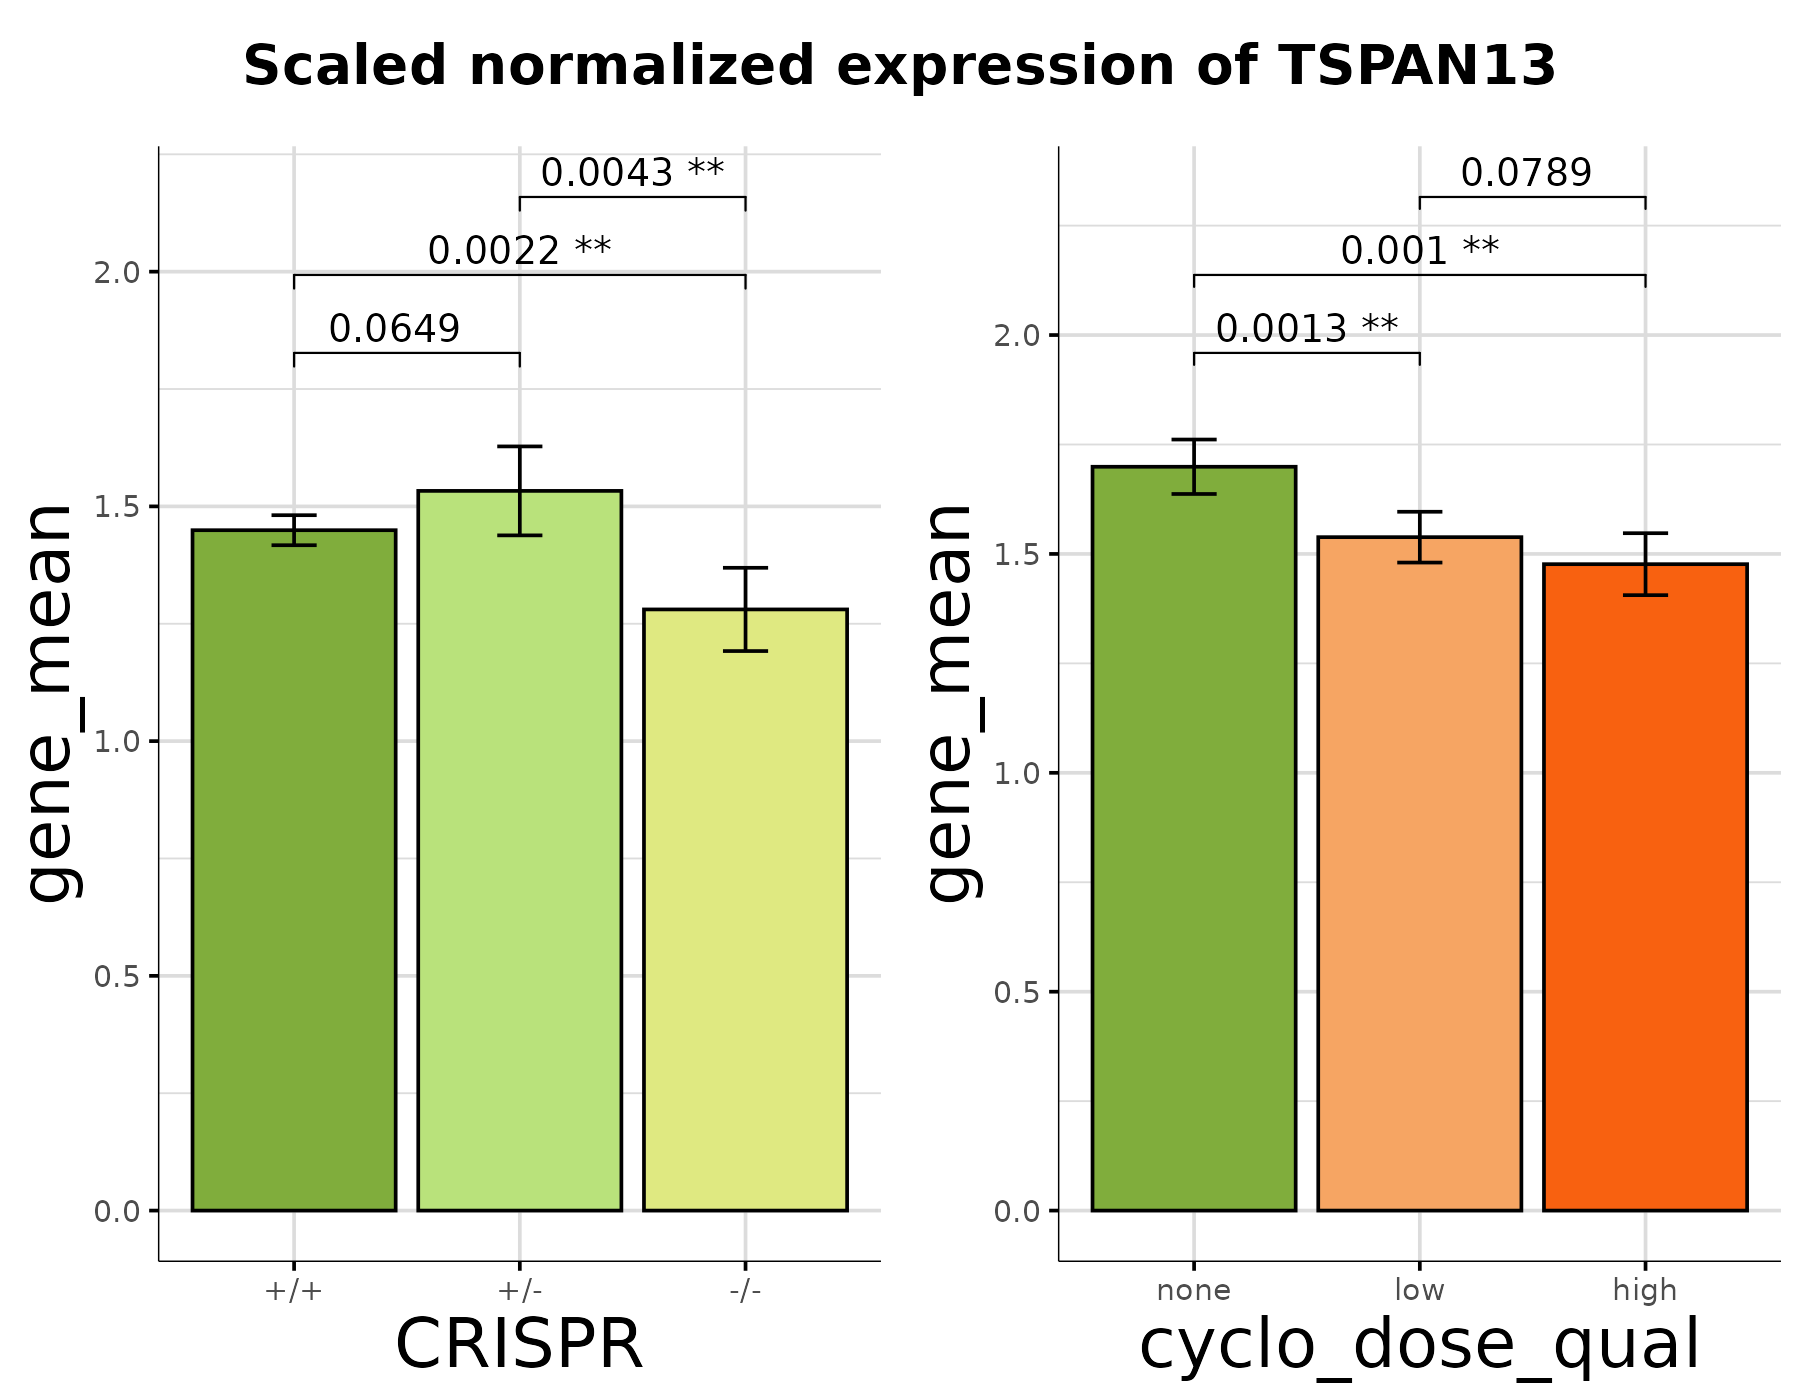 Scaled normalized expression of TSPAN13
gene_mean
2.0
1.5
1.0
0.5
0.0
0.0043 **
0.0022 **
0.0649
+/+ +/- -/-
CRISPR
gene_mean
2.0
1.5
1.0
0.5
0.0
0.0789
0.001 **
0.0013 **
none low high
cyclo_dose_qual